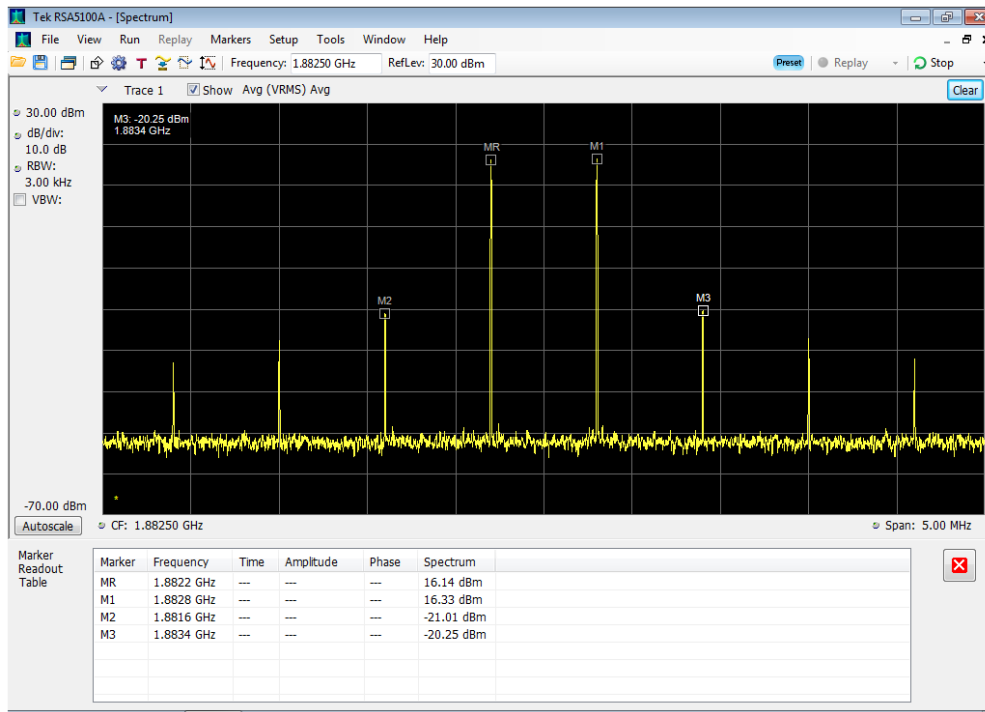 Tek RSA5100A - [Spectrum]
File View Run Replay Markers Setup Tools Window Help
T Frequency: 1.88250 GHz RefLev: 30.00 dBm Preset Replay Stop
Trace 1 Show Avg (VRMS) Avg Clear
30.00 dBm
dB/div:
10.0 dB
RBW:
3.00 kHz
VBW:
M3: -20.25 dBm
1.8834 GHz
MR M1
M2 M3
-70.00 dBm
*
Autoscale CF: 1.88250 GHz Span: 5.00 MHz
Marker
Readout
Table
Marker Frequency Time Amplitude Phase Spectrum
MR 1.8822 GHz --- --- --- 16.14 dBm
M1 1.8828 GHz --- --- --- 16.33 dBm
M2 1.8816 GHz --- --- --- -21.01 dBm
M3 1.8834 GHz --- --- --- -20.25 dBm